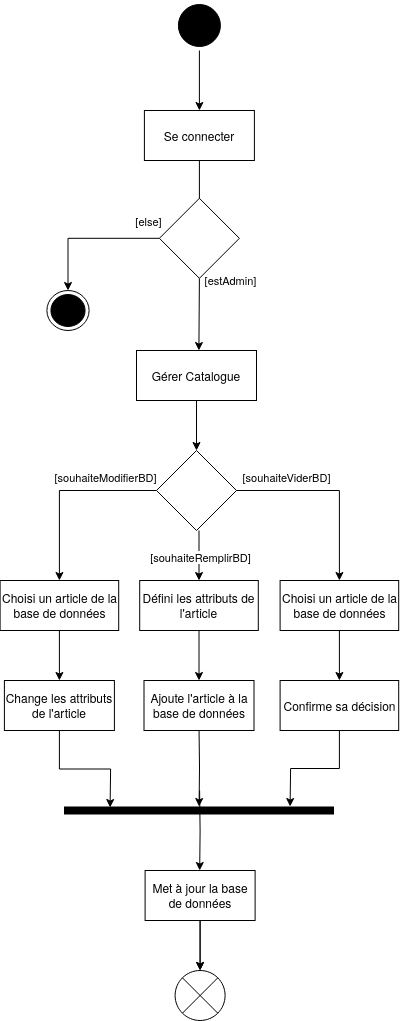 Se connecter
[else]
[estAdmin]
Gérer Catalogue
[souhaiteModifierBD]
[souhaiteViderBD]
[souhaiteRemplirBD]
Choisi un article de la
base de données
Défini les attributs de
l'article
Choisi un article de la
base de données
Change les attributs
de l'article
Ajoute l'article à la
base de données
Confirme sa décision
Met à jour la base
de données